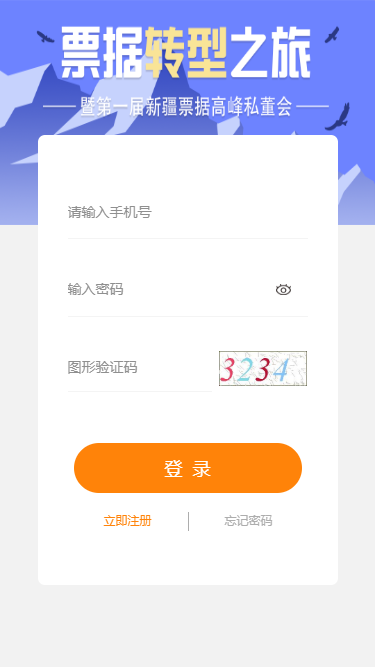 票据转型之旅
暨第一届新疆票据高峰私董会
请输入手机号
输入密码
图形验证码
3234
登 录
立即注册
忘记密码